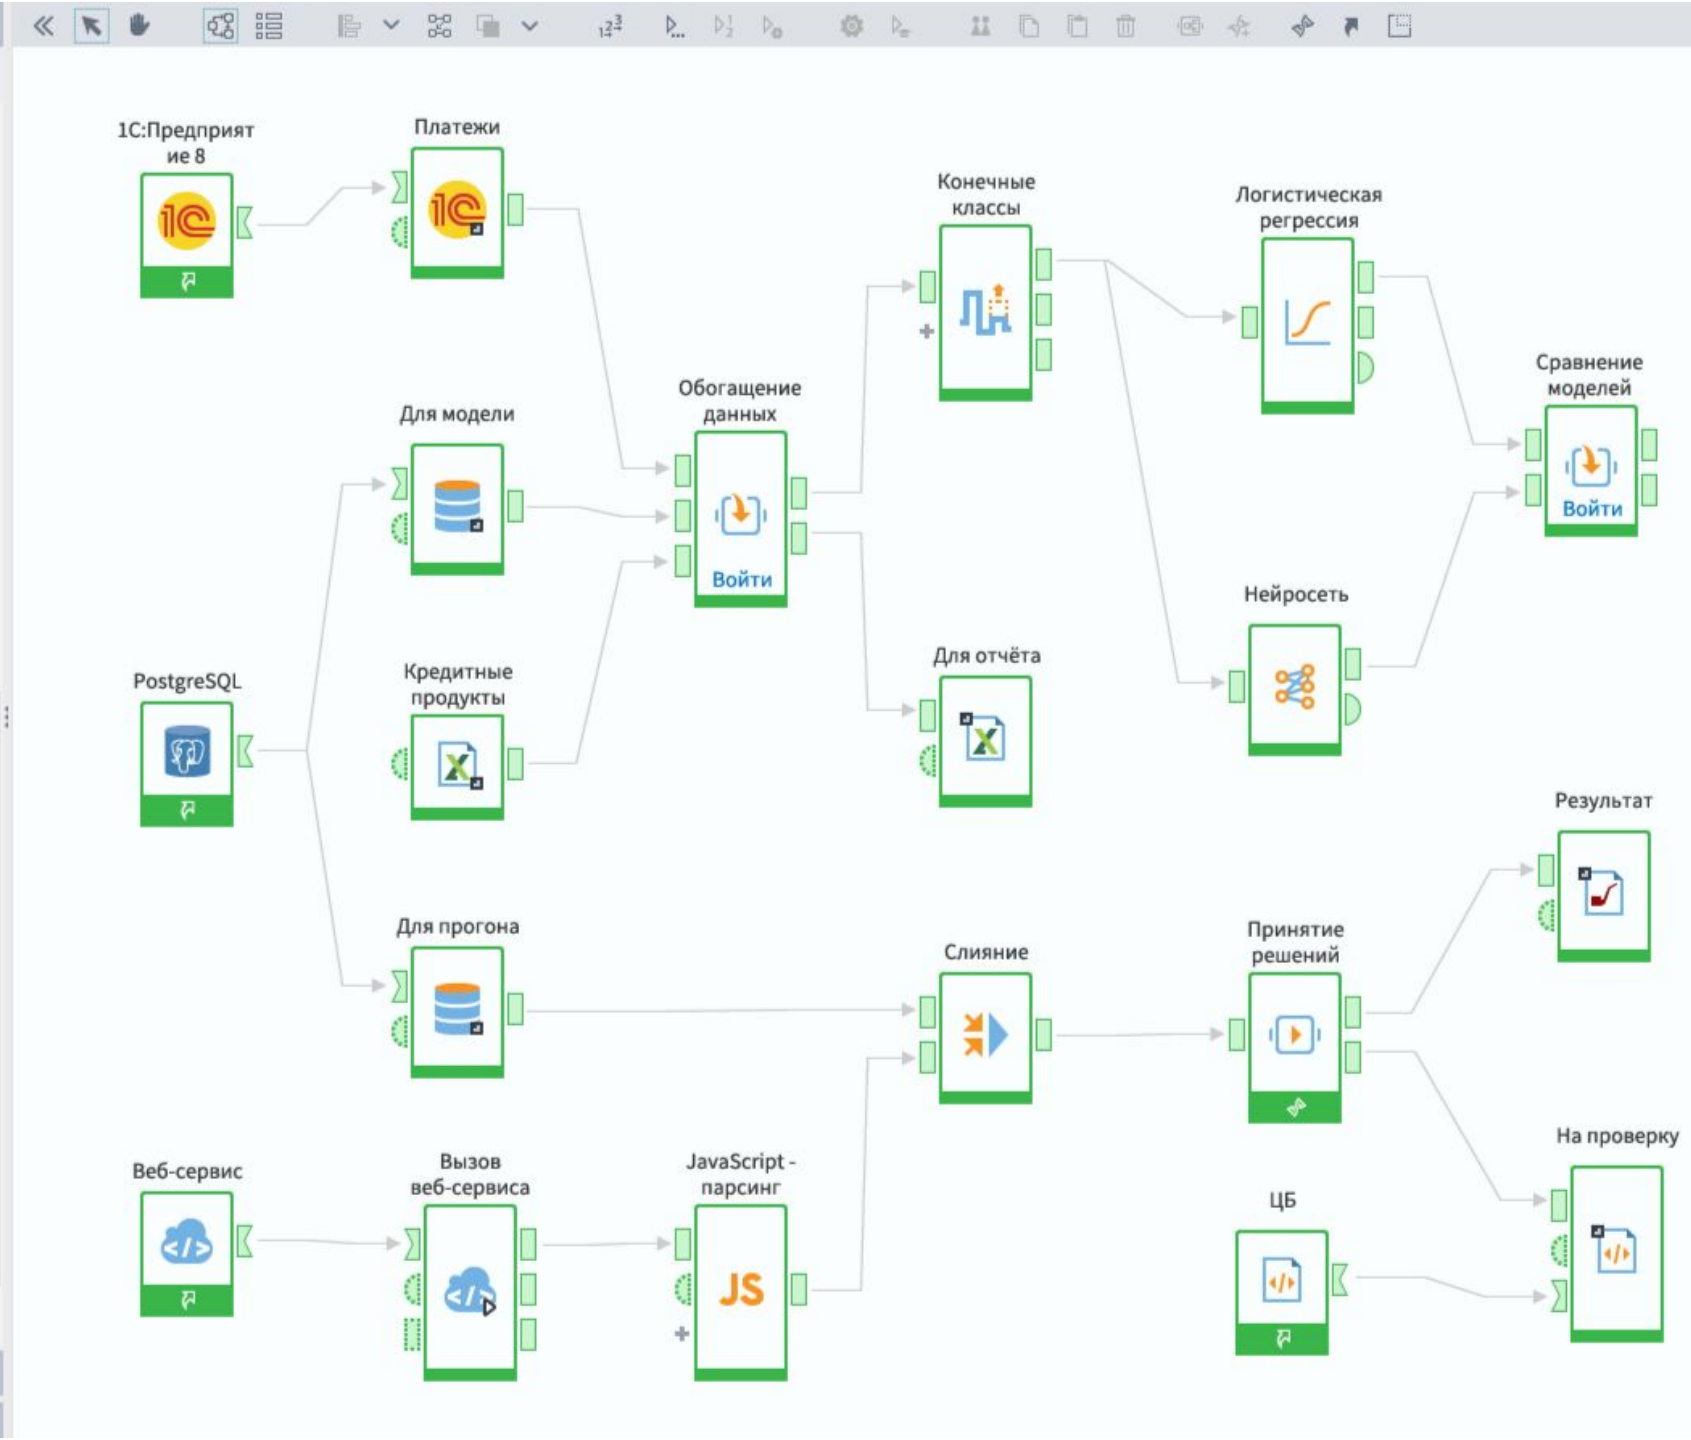 1С:Предприят
ие 8
1С
Платежи
1С
Конечные
классы
Логистическая
регрессия
Сравнение
моделей
Войти
Для модели
Обогащение
данных
Войти
Нейросеть
PostgreSQL
Кредитные
продукты
X
Для отчёта
X
Результат
Для прогона
Слияние
Принятие
решений
На проверку
</>
Веб-сервис
</>
Вызов
веб-сервиса
</>
JavaScript -
парсинг
JS
ЦБ
</>